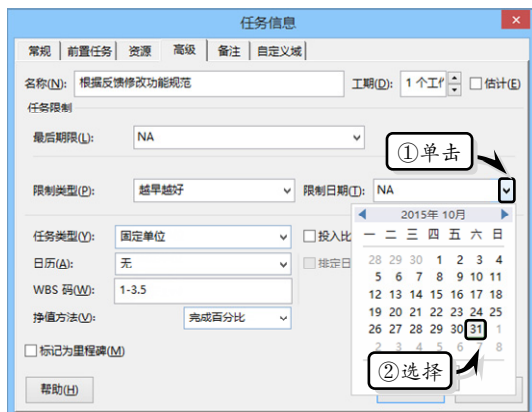 任务信息
常规 前置任务 资源 高级 备注 自定义域
名称(N): 根据反馈修改功能规范 工期(D): 1 个工作 估计(E)
任务限制
最后期限(L): NA
①单击
限制类型(P): 越早越好 限制日期(T): NA
2015年 10月
任务类型(Y): 固定单位 投入比 一 二 三 四 五 六 日
28 29 30 1 2 3 4
日历(A): 无 排定日 5 6 7 8 9 10 11
WBS 码(W): 1-3.5 12 13 14 15 16 17 18
19 20 21 22 23 24 25
挣值方法(V): 完成百分比 26 27 28 29 30 31 1
标记为里程碑(M) 2 3 4 5 6 7 8
②选择
帮助(H)